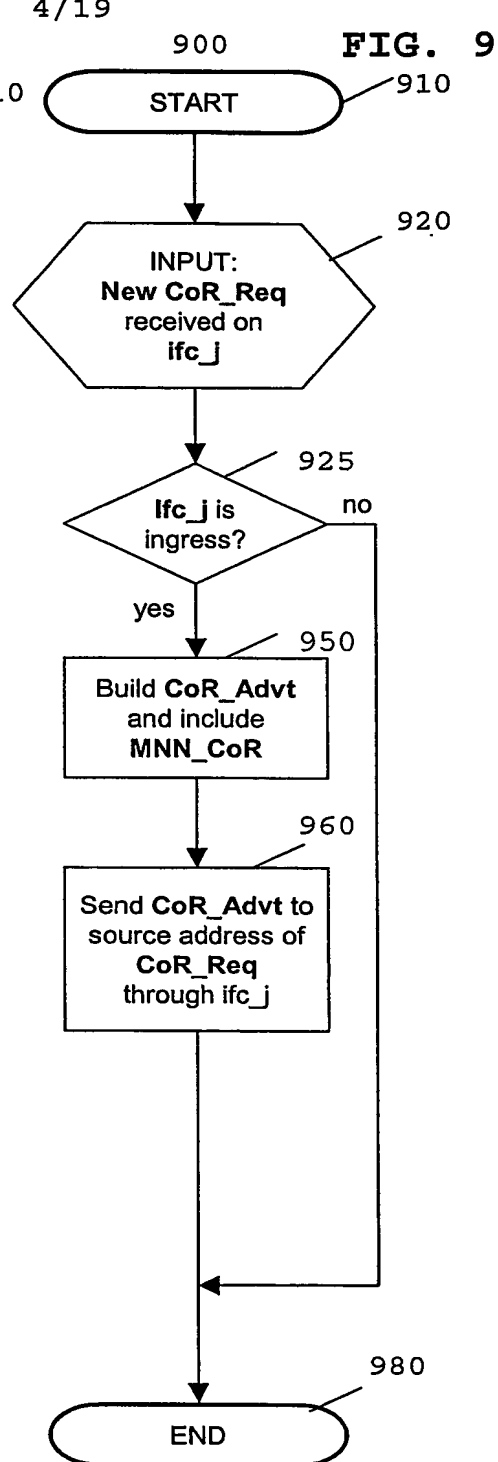 4/19
900
FIG. 9
START
910
INPUT:
New CoR_Req
received on
ifc_j
920
925
Ifc_j is
ingress?
no
yes
950
Build CoR_Advt
and include
MNN_CoR
960
Send CoR_Advt to
source address of
CoR_Req
through ifc_j
980
END